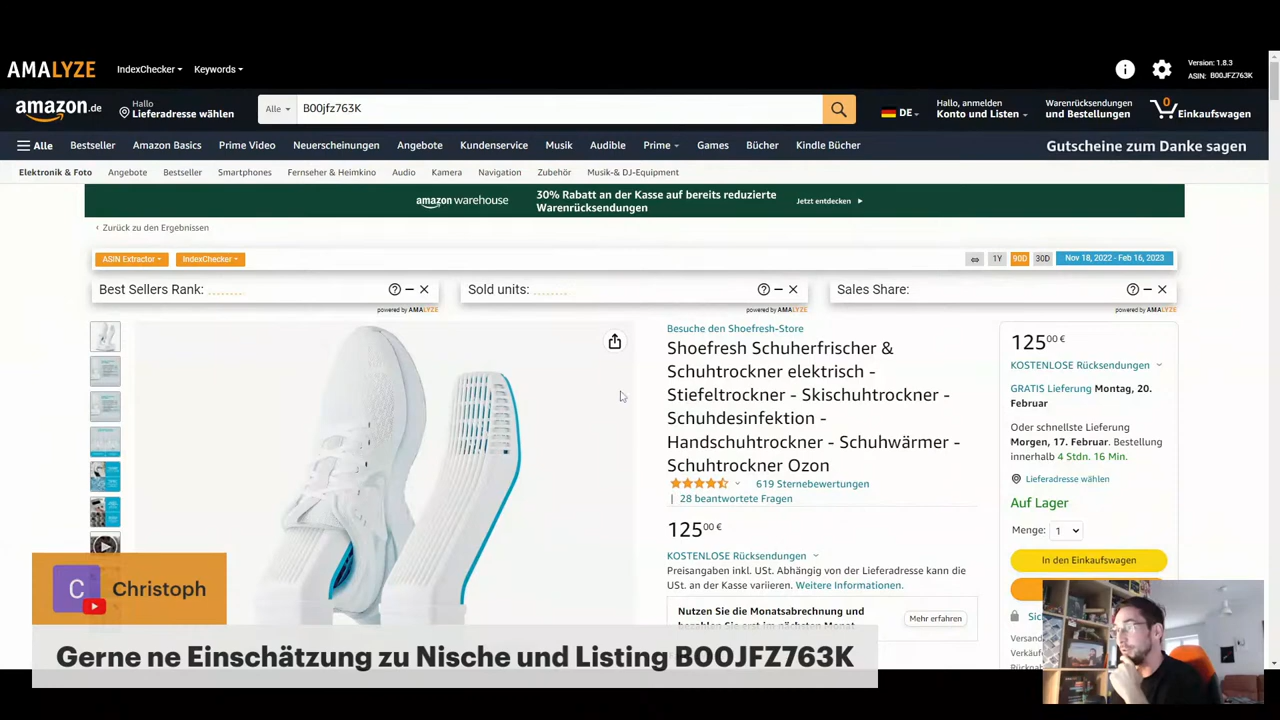 AMALYZE
IndexChecker
Keywords
Version: 1.8.3
ASIN: B00JFZ763K
amazon.de
Hallo
Lieferadresse wählen
Alle
B00jfz763K
DE
Hallo, anmelden
Konto und Listen
Warenrücksendungen
und Bestellungen
0
Einkaufswagen
Alle
Bestseller
Amazon Basics
Prime Video
Neuerscheinungen
Angebote
Kundenservice
Musik
Audible
Prime
Games
Bücher
Kindle Bücher
Gutscheine zum Danke sagen
Elektronik & Foto
Angebote
Bestseller
Smartphones
Fernseher & Heimkino
Audio
Kamera
Navigation
Zubehör
Musik-& DJ-Equipment
amazon warehouse
30% Rabatt an der Kasse auf bereits reduzierte
Warenrücksendungen
Jetzt entdecken
‹ Zurück zu den Ergebnissen
ASIN Extractor
IndexChecker
1Y
90D
30D
Nov 18, 2022 - Feb 16, 2023
Best Sellers Rank:
powered by AMALYZE
Sold units:
powered by AMALYZE
Sales Share:
powered by AMALYZE
Besuche den Shoefresh-Store
Shoefresh Schuherfrischer &
Schuhtrockner elektrisch -
Stiefeltrockner - Skischuhtrockner -
Schuhdesinfektion -
Handschuhtrockner - Schuhwärmer -
Schuhtrockner Ozon
619 Sternebewertungen
| 28 beantwortete Fragen
125,00 €
KOSTENLOSE Rücksendungen
Preisangaben inkl. USt. Abhängig von der Lieferadresse kann die
USt. an der Kasse variieren. Weitere Informationen.
Nutzen Sie die Monatsabrechnung und
Mehr erfahren
125,00 €
KOSTENLOSE Rücksendungen
GRATIS Lieferung Montag, 20.
Februar
Oder schnellste Lieferung
Morgen, 17. Februar. Bestellung
innerhalb 4 Stdn. 16 Min.
Lieferadresse wählen
Auf Lager
Menge: 1
In den Einkaufswagen
C
Christoph
Gerne ne Einschätzung zu Nische und Listing B00JFZ763K